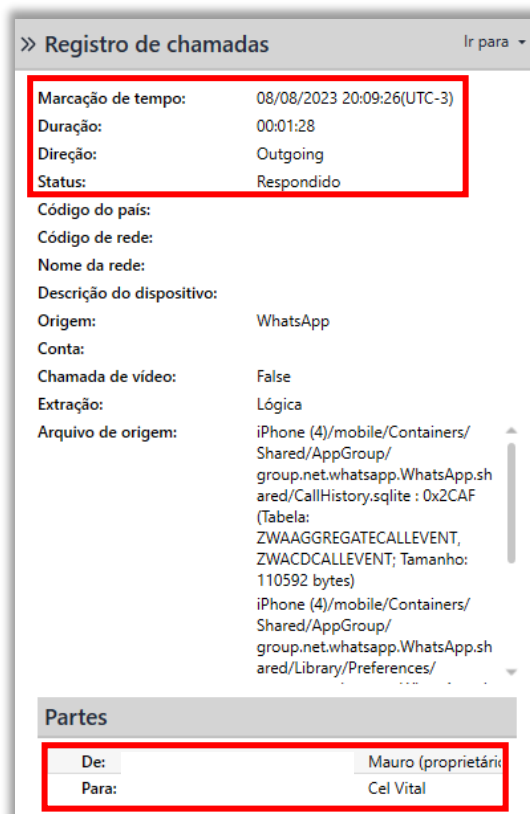 » Registro de chamadas Ir para
Marcação de tempo: 08/08/2023 20:09:26(UTC-3)
Duração: 00:01:28
Direção: Outgoing
Status: Respondido
Código do país:
Código de rede:
Nome da rede:
Descrição do dispositivo:
Origem: WhatsApp
Conta:
Chamada de vídeo: False
Extração: Lógica
Arquivo de origem: iPhone (4)/mobile/Containers/
Shared/AppGroup/
group.net.whatsapp.WhatsApp.sh
ared/CallHistory.sqlite : 0x2CAF
(Tabela:
ZWAAGGREGATECALLEVENT,
ZWACDCALLEVENT; Tamanho:
110592 bytes)
iPhone (4)/mobile/Containers/
Shared/AppGroup/
group.net.whatsapp.WhatsApp.sh
ared/Library/Preferences/
Partes
De: Mauro (proprietári
Para: Cel Vital